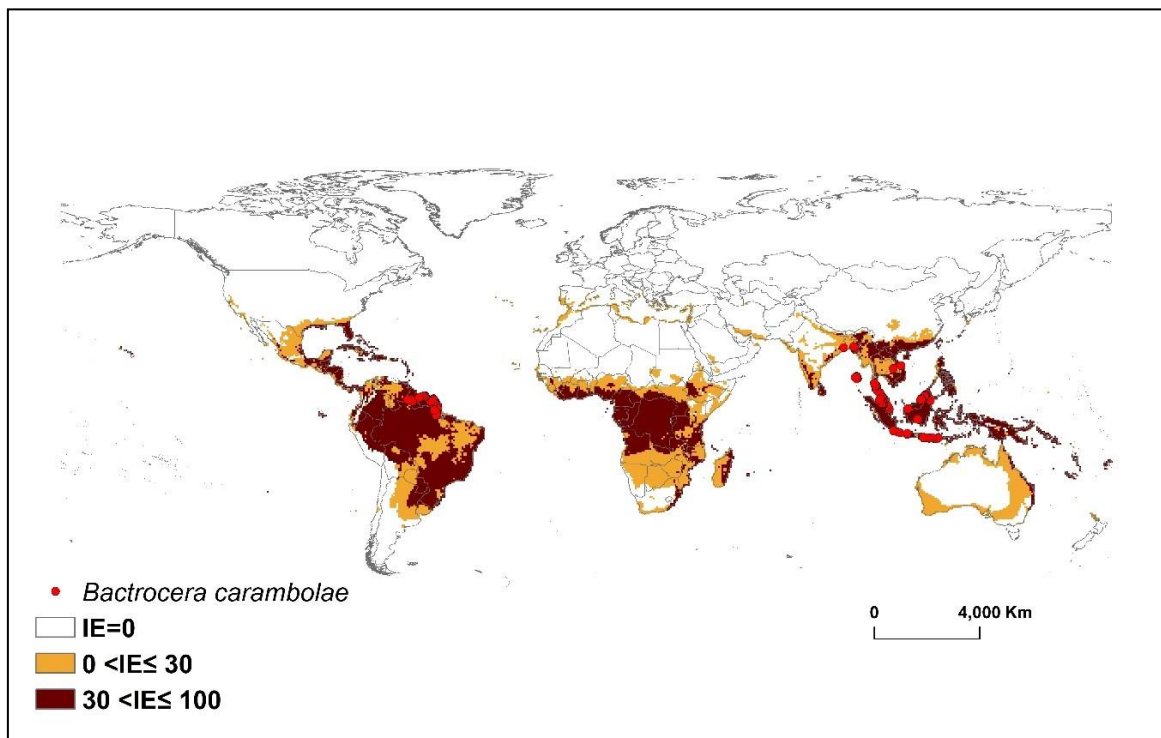 Bactrocera carambolae
IE=0
0 <IE≤ 30
30 <IE≤ 100
0 4,000 Km